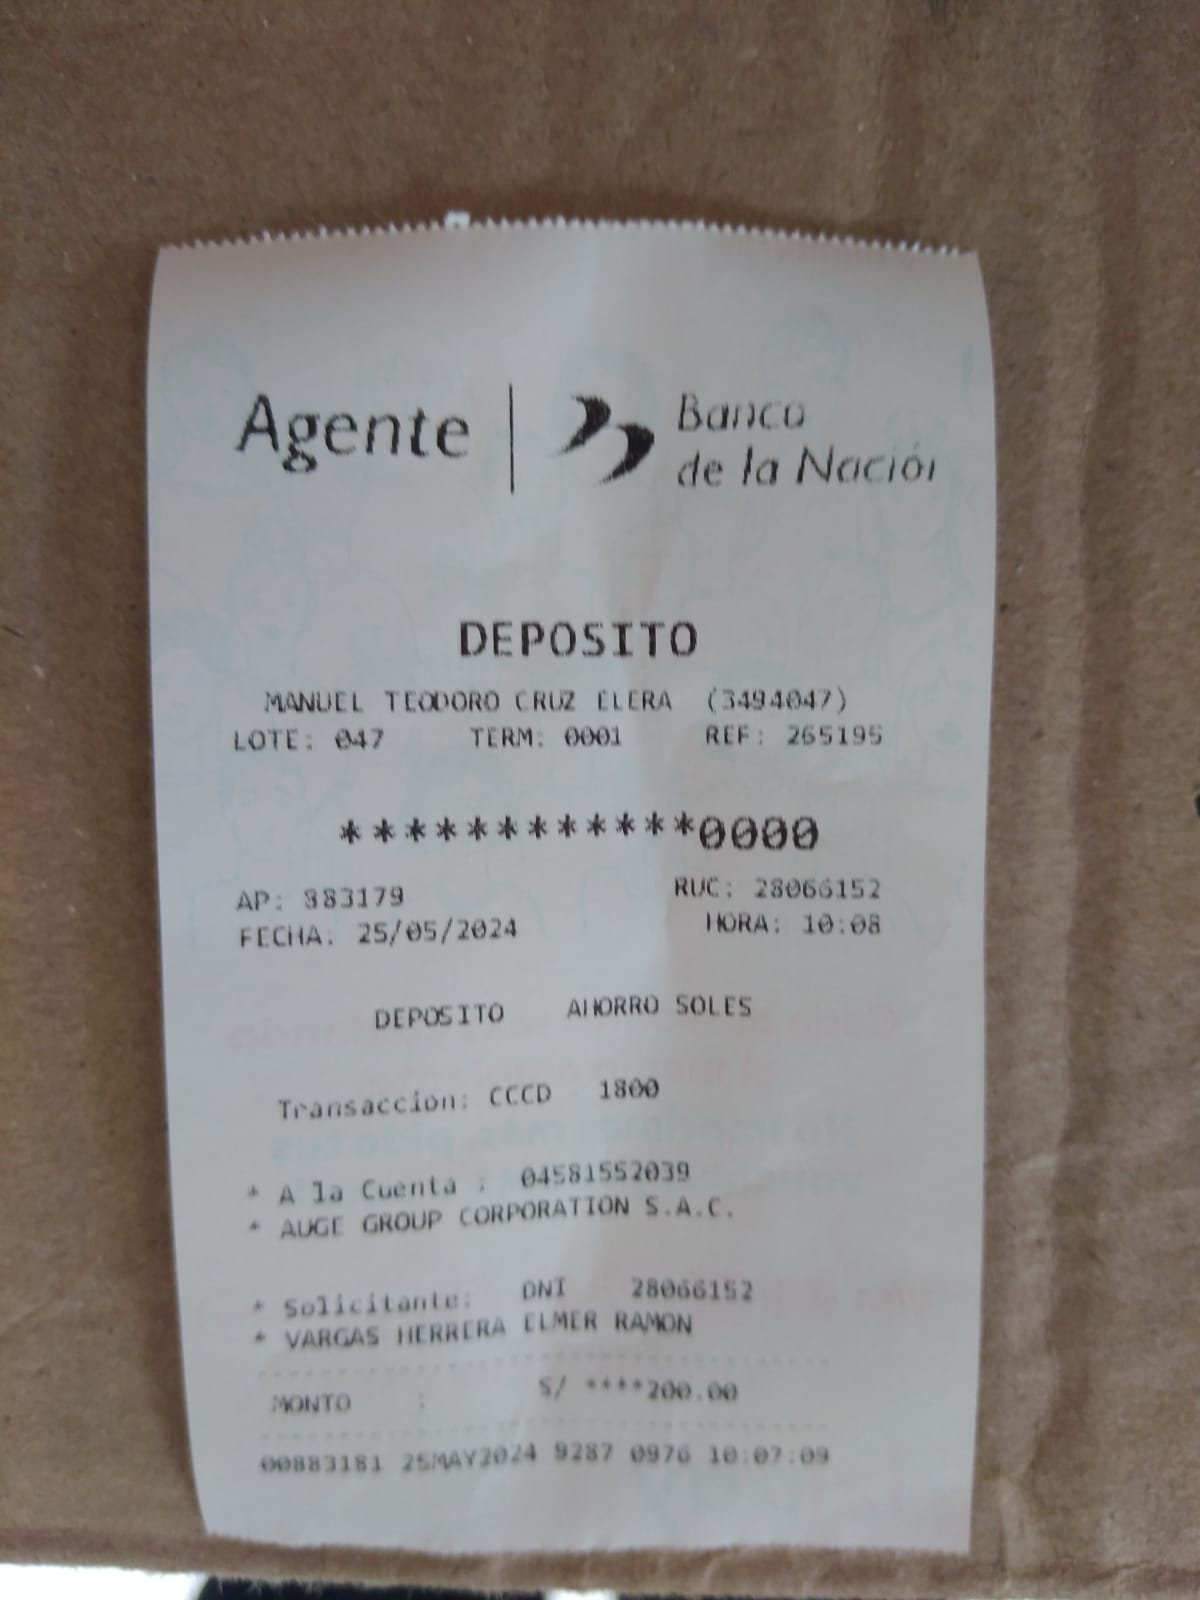 Agente | Banco
de la Nación
DEPOSITO
MANUEL TEODORO CRUZ ELERA (3494047)
LOTE: 047 TERM: 0001 REF: 265195
************0000
AP: 883179 RUC: 28066152
FECHA: 25/05/2024 HORA: 10:08
DEPOSITO AHORRO SOLES
Transaccion: CCCD 1800
* A la Cuenta : 04581552039
* AUGE GROUP CORPORATION S.A.C.
* Solicitante: DNI 28066152
* VARGAS HERRERA ELMER RAMON
MONTO : S/ ****200.00
00883181 25MAY2024 9287 0976 10:07:09